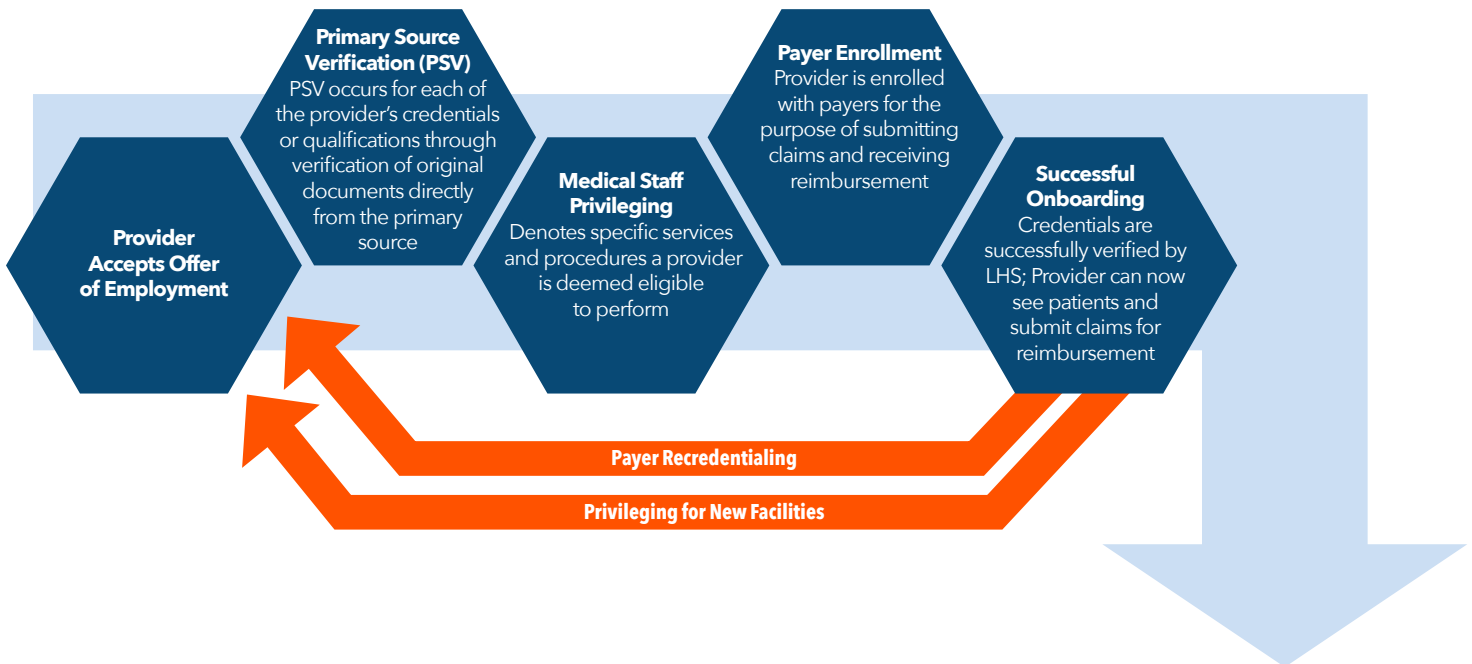 Provider
Accepts Offer
of Employment
Primary Source
Verification (PSV)
PSV occurs for each of
the provider's credentials
or qualifications through
verification of original
documents directly
from the primary
source
Medical Staff
Privileging
Denotes specific services
and procedures a provider
is deemed eligible
to perform
Payer Enrollment
Provider is enrolled
with payers for the
purpose of submitting
claims and receiving
reimbursement
Successful
Onboarding
Credentials are
successfully verified by
LHS; Provider can now
see patients and
submit claims for
reimbursement
Payer Recredentialing
Privileging for New Facilities